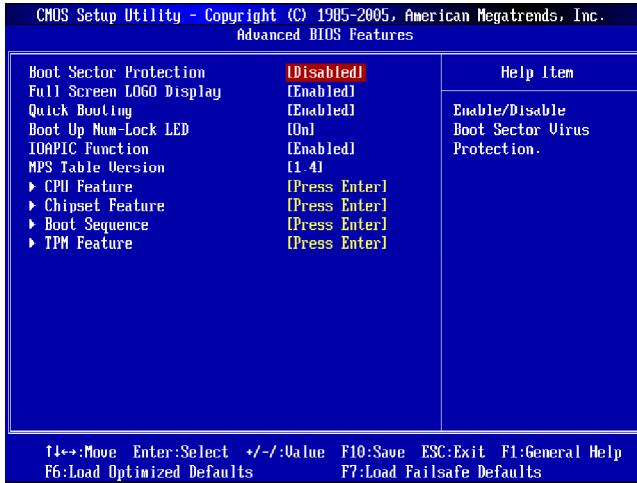 CMOS Setup Utility - Copyright (C) 1985-2005, American Megatrends, Inc.
Advanced BIOS Features
Boot Sector Protection [Disabled]
Full Screen LOGO Display [Enabled]
Quick Booting [Enabled]
Boot Up Num-Lock LED [On]
IOAPIC Function [Enabled]
MPS Table Version [1.4]
▶ CPU Feature [Press Enter]
▶ Chipset Feature [Press Enter]
▶ Boot Sequence [Press Enter]
▶ TPM Feature [Press Enter]
Help Item
Enable/Disable
Boot Sector Virus
Protection.
↑↓←→:Move Enter:Select +/-/:Value F10:Save ESC:Exit F1:General Help
F6:Load Optimized Defaults F7:Load Failsafe Defaults